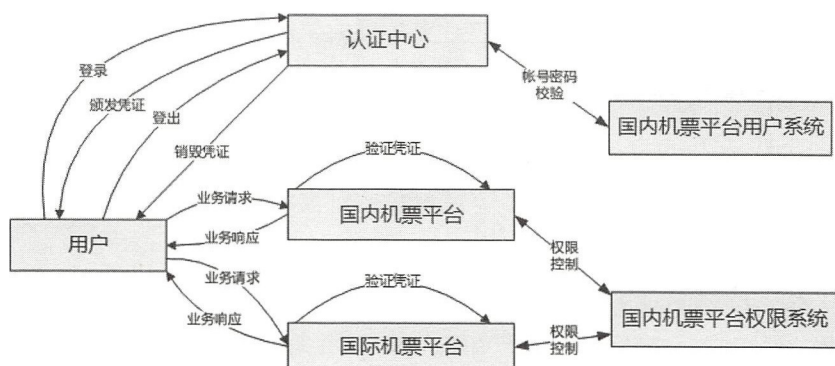 认证中心
登录
帐号密码
校验
颁发凭证
登出
国内机票平台用户系统
销毁凭证
验证凭证
业务请求
国内机票平台
用户
业务响应
权限
控制
业务请求
验证凭证
业务响应
国内机票平台权限系统
国际机票平台
权限
控制